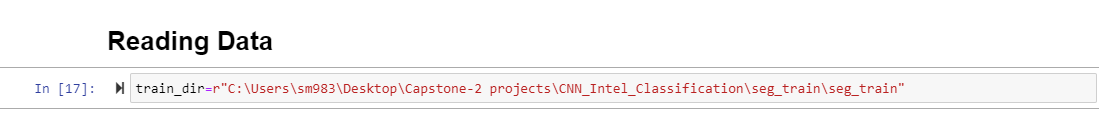 Reading Data
In [17]: train_dir=r"C:\Users\sm983\Desktop\Capstone-2 projects\CNN_Intel_Classification\seg_train\seg_train"